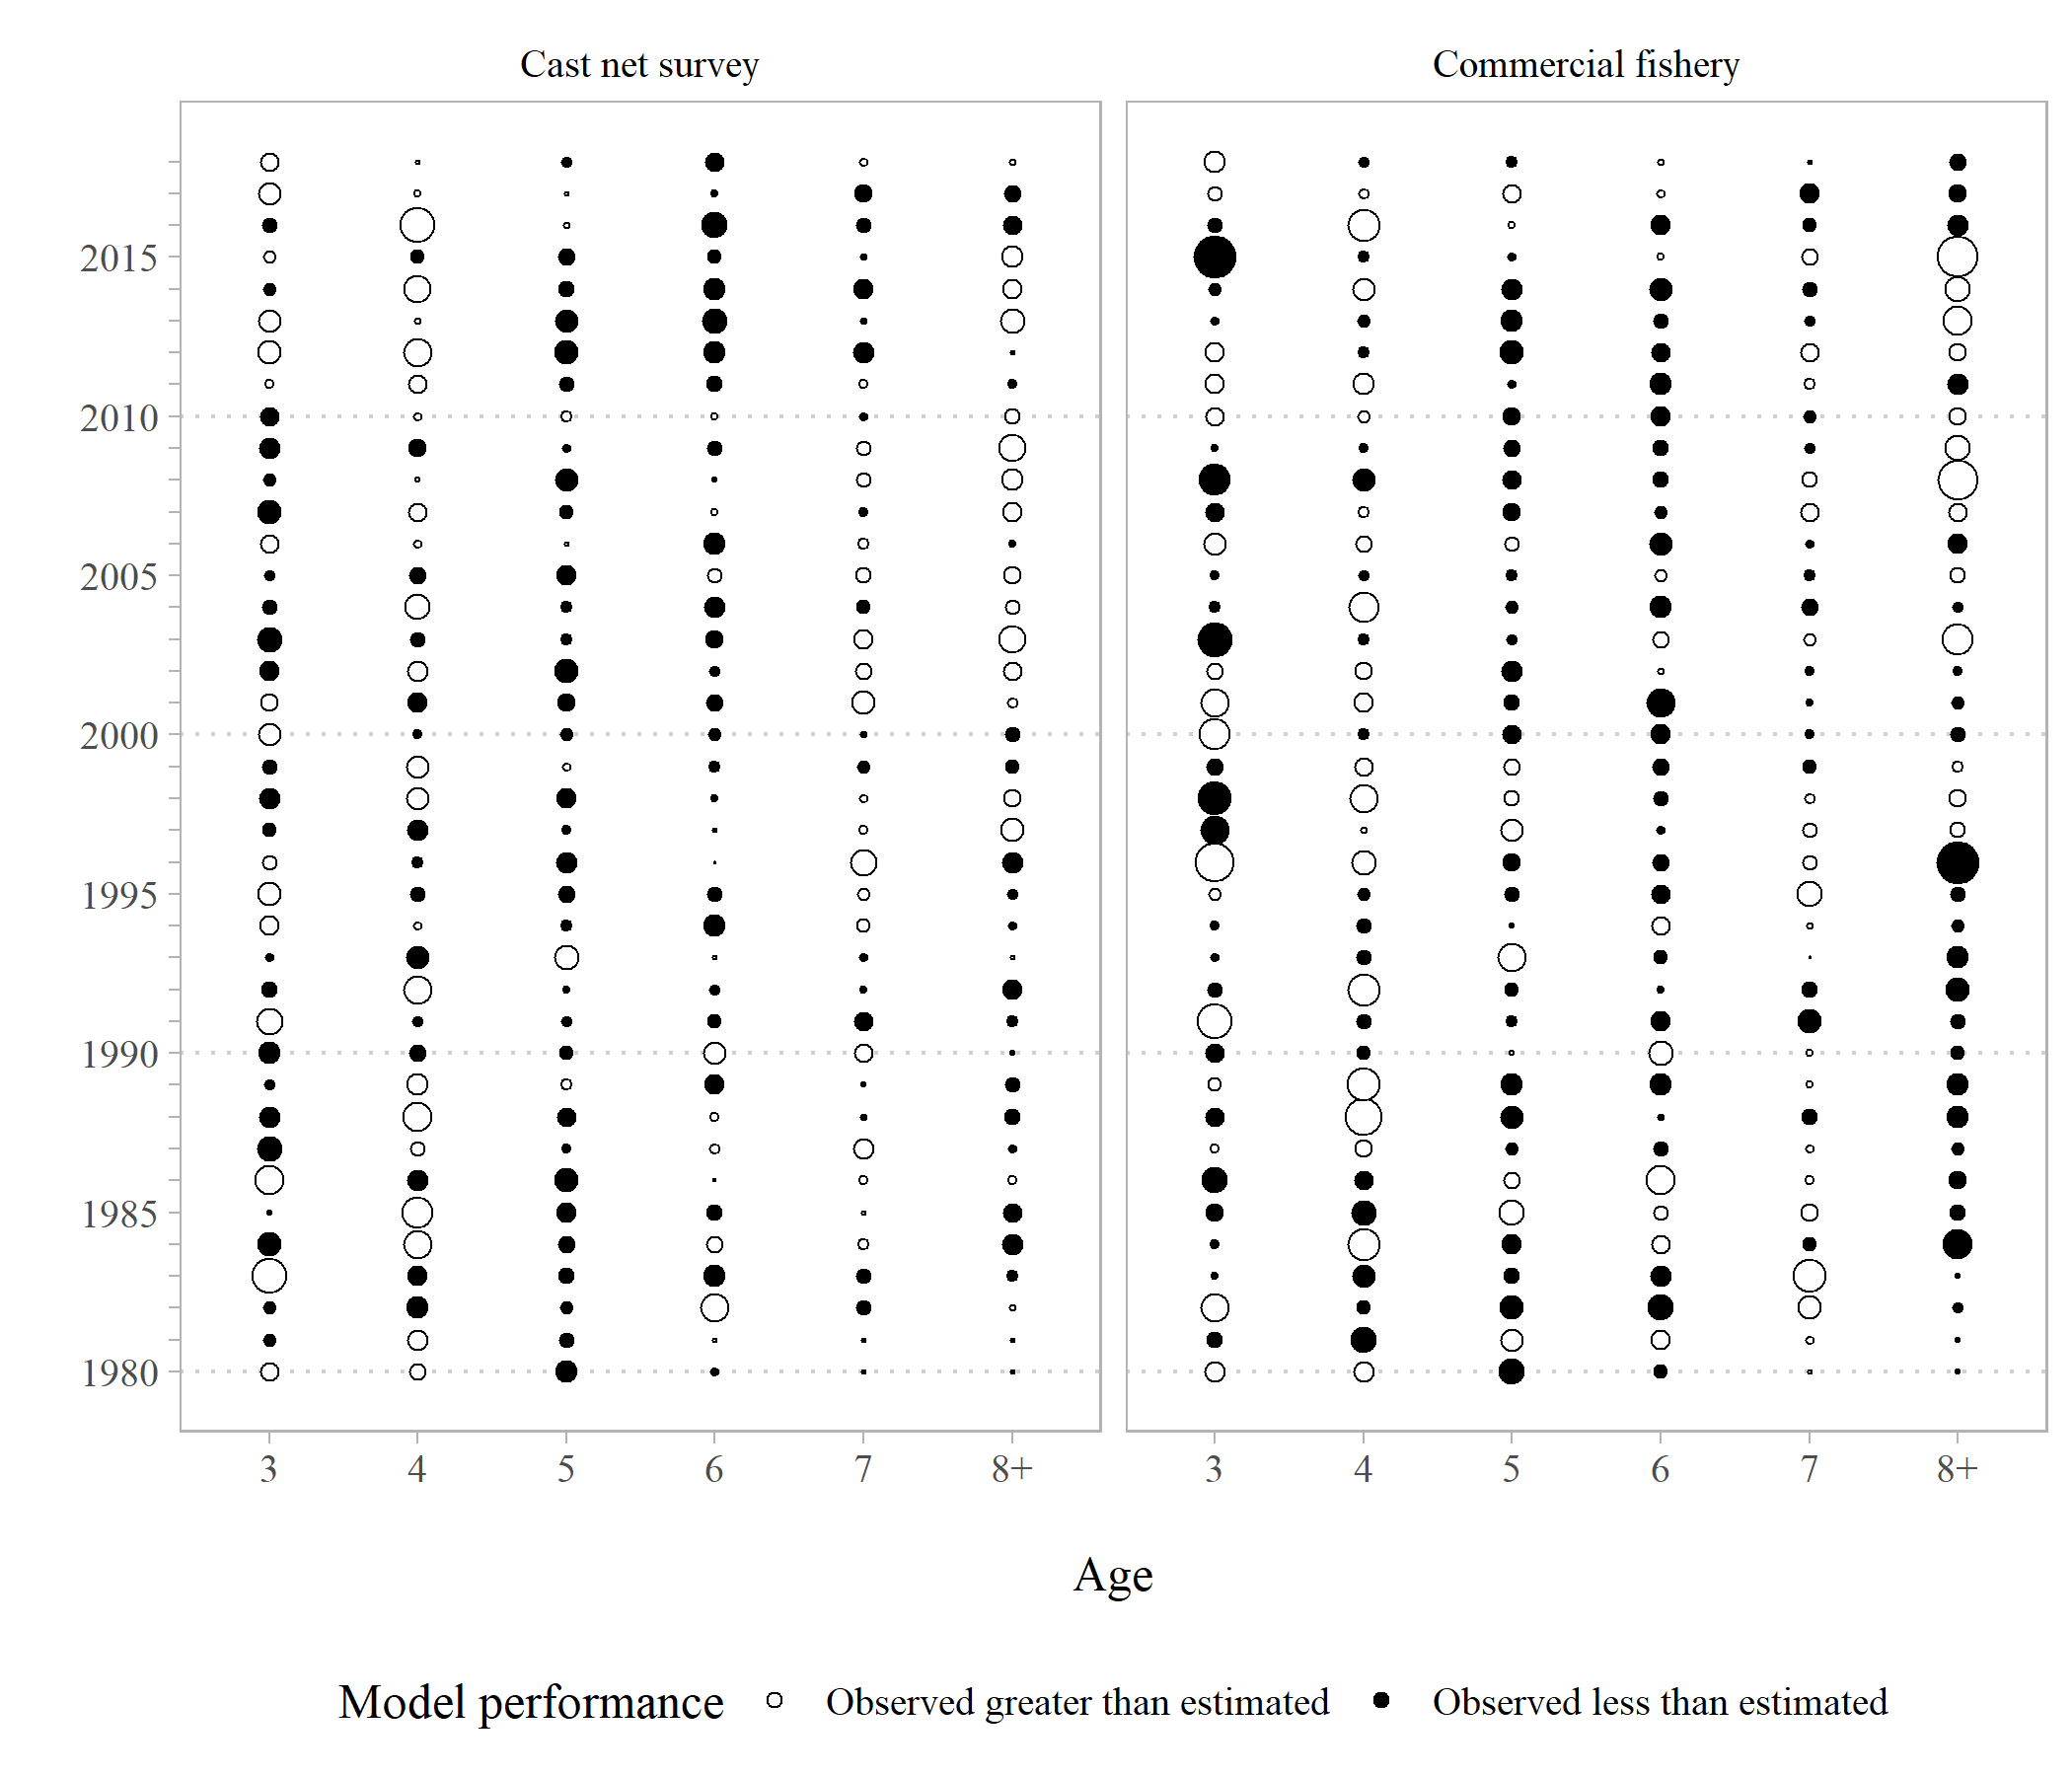 Cast net survey Commercial fishery
2015
2010
2005
2000
1995
1990
1985
1980
3 4 5 6 7 8+ 3 4 5 6 7 8+
Age
Model performance Observed greater than estimated Observed less than estimated